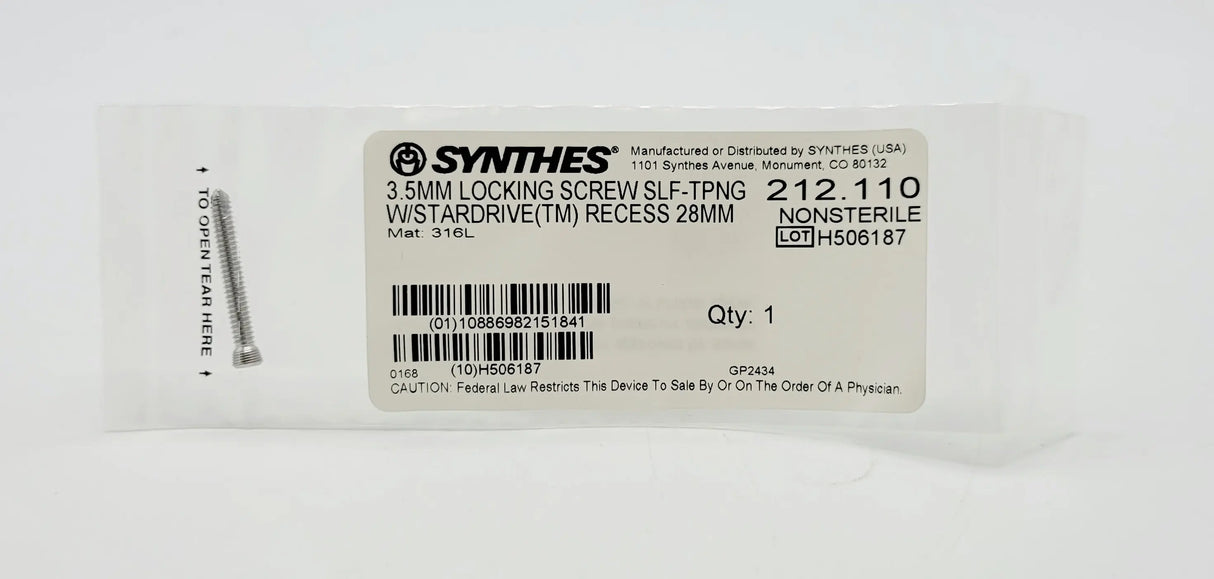 ↑ TO OPEN TEAR HERE ↑
SYNTHES®
Manufactured or Distributed by SYNTHES (USA)
1101 Synthes Avenue, Monument, CO 80132
3.5MM LOCKING SCREW SLF-TPNG
W/STARDRIVE(TM) RECESS 28MM
Mat: 316L
212.110
NONSTERILE
LOT H506187
(01)10886982151841
Qty: 1
(10)H506187
0168
GP2434
CAUTION: Federal Law Restricts This Device To Sale By Or On The Order Of A Physician.